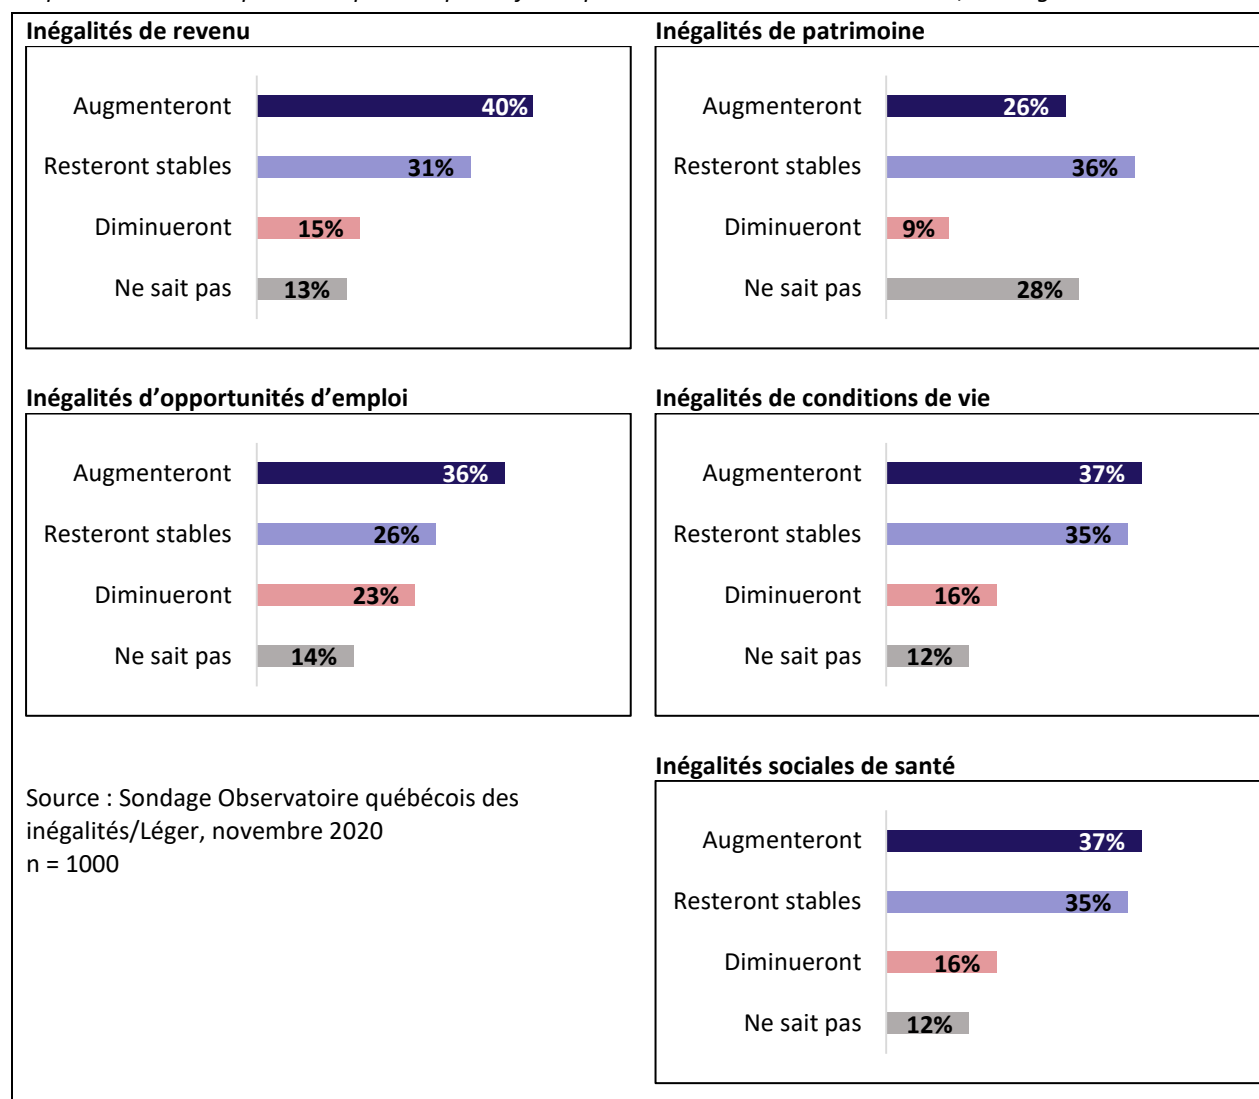 Inégalités de revenu
Augmenteront 40%
Resteront stables 31%
Diminueront 15%
Ne sait pas 13%
Inégalités de patrimoine
Augmenteront 26%
Resteront stables 36%
Diminueront 9%
Ne sait pas 28%
Inégalités d’opportunités d’emploi
Augmenteront 36%
Resteront stables 26%
Diminueront 23%
Ne sait pas 14%
Inégalités de conditions de vie
Augmenteront 37%
Resteront stables 35%
Diminueront 16%
Ne sait pas 12%
Source : Sondage Observatoire québécois des
inégalités/Léger, novembre 2020
n = 1000
Inégalités sociales de santé
Augmenteront 37%
Resteront stables 35%
Diminueront 16%
Ne sait pas 12%